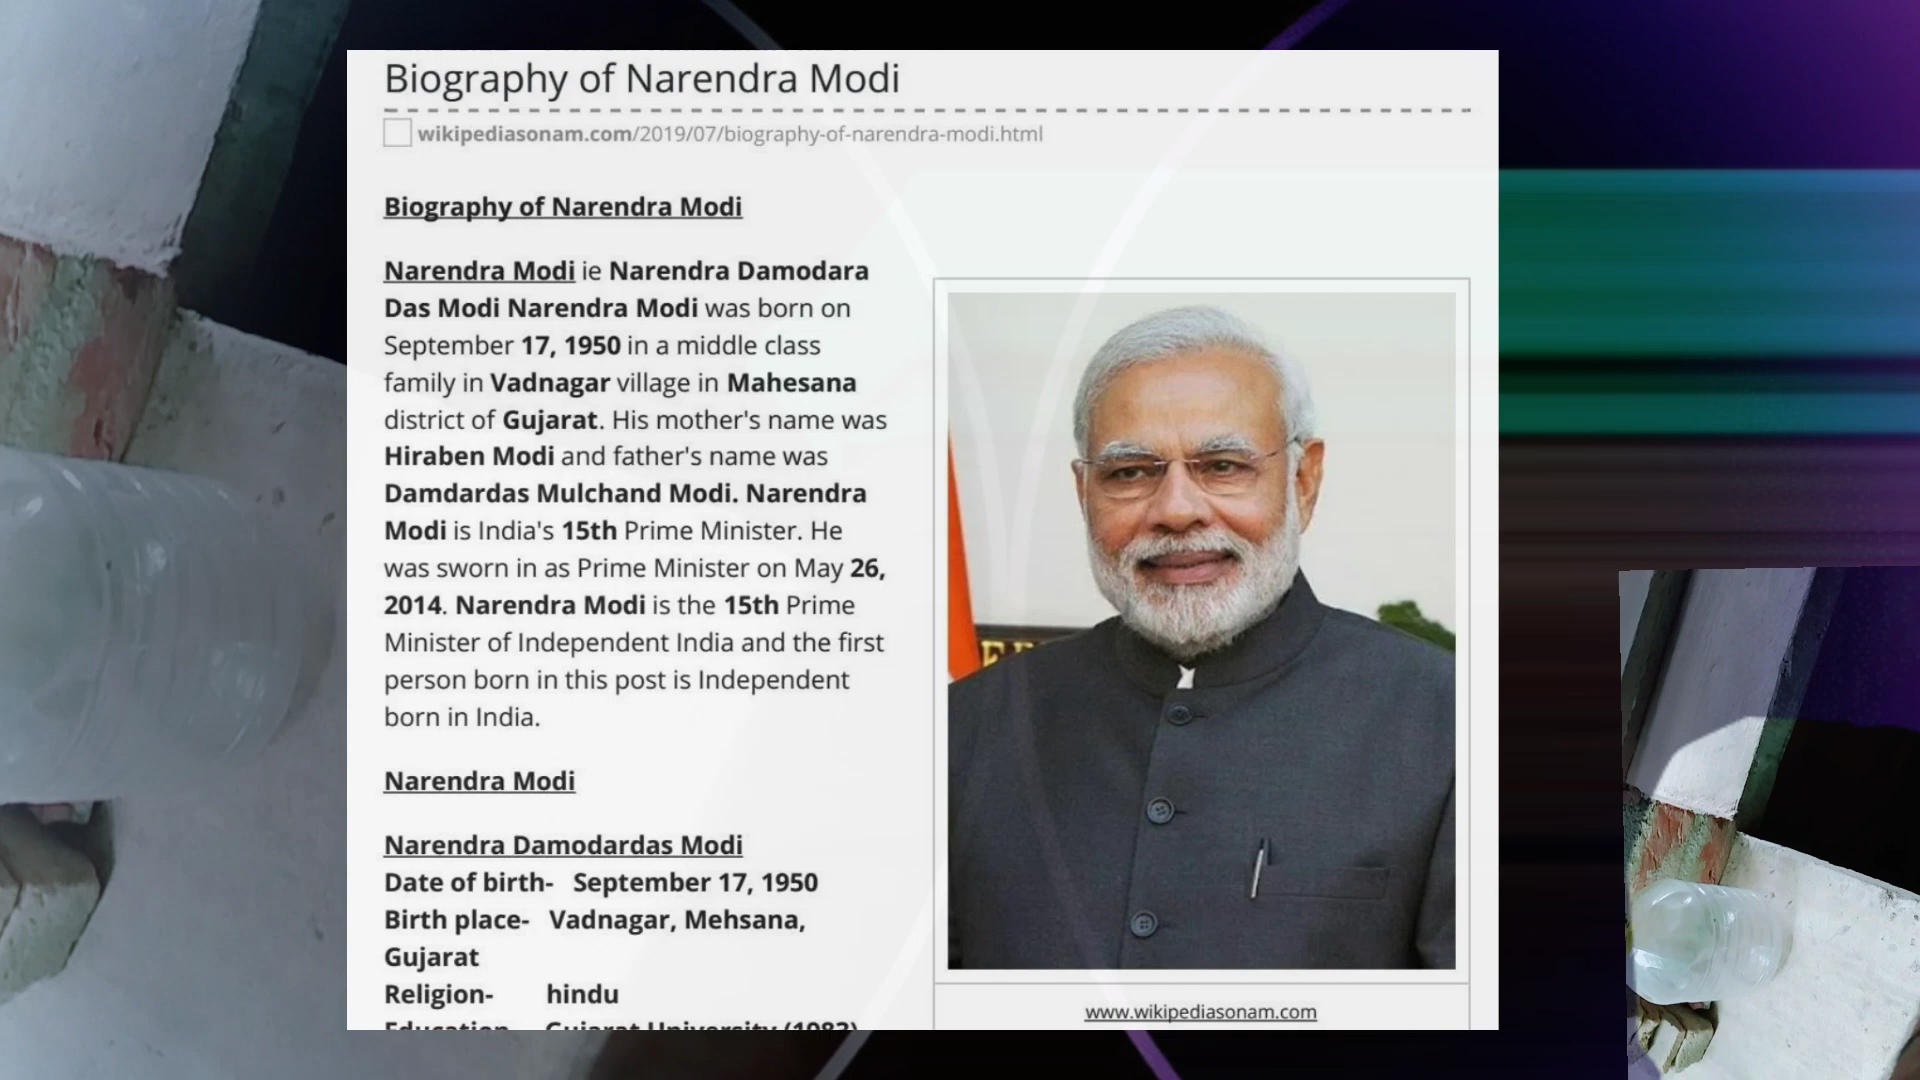 Biography of Narendra Modi
wikipediasonam.com/2019/07/biography-of-narendra-modi.html
Biography of Narendra Modi
Narendra Modi ie Narendra Damodara
Das Modi Narendra Modi was born on
September 17, 1950 in a middle class
family in Vadnagar village in Mahesana
district of Gujarat. His mother's name was
Hiraben Modi and father's name was
Damdardas Mulchand Modi. Narendra
Modi is India's 15th Prime Minister. He
was sworn in as Prime Minister on May 26,
2014. Narendra Modi is the 15th Prime
Minister of Independent India and the first
person born in this post is Independent
born in India.
Narendra Modi
Narendra Damodardas Modi
Date of birth- September 17, 1950
Birth place- Vadnagar, Mehsana,
Gujarat
Religion- hindu
Education Gujarat University (1983)
www.wikipediasonam.com